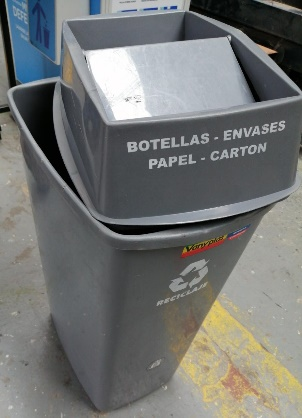 BOTELLAS - ENVASES
PAPEL - CARTON
RECICLAJE